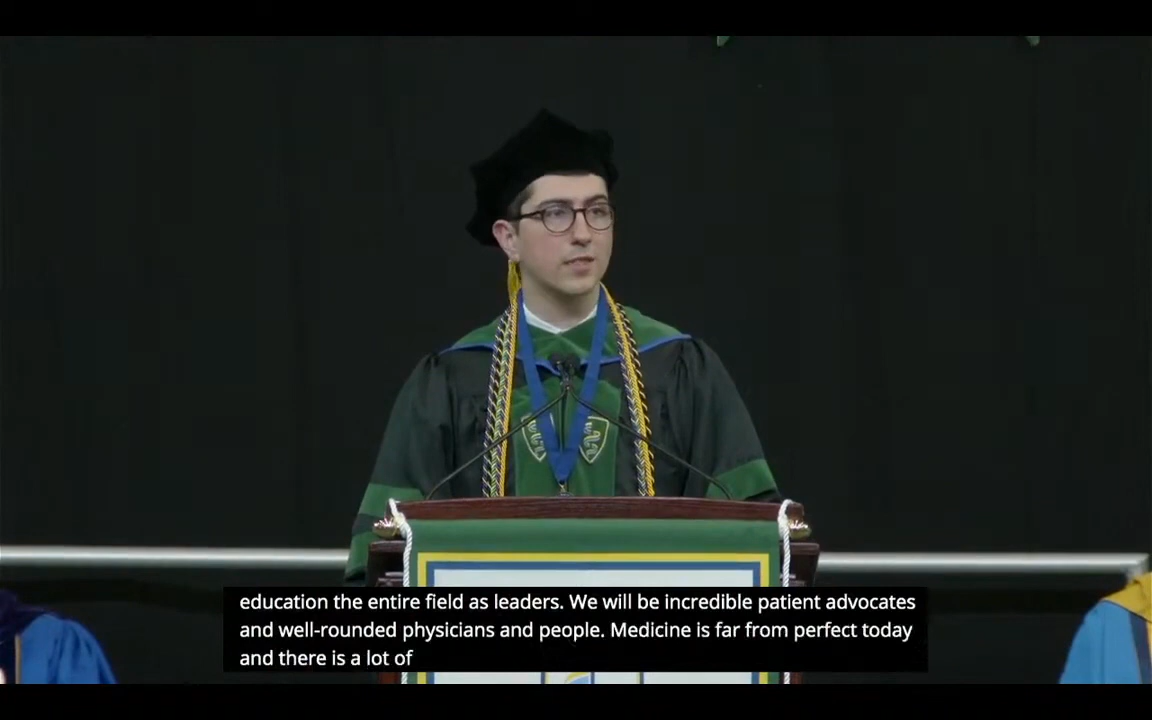 education the entire field as leaders. We will be incredible patient advocates
and well-rounded physicians and people. Medicine is far from perfect today
and there is a lot of